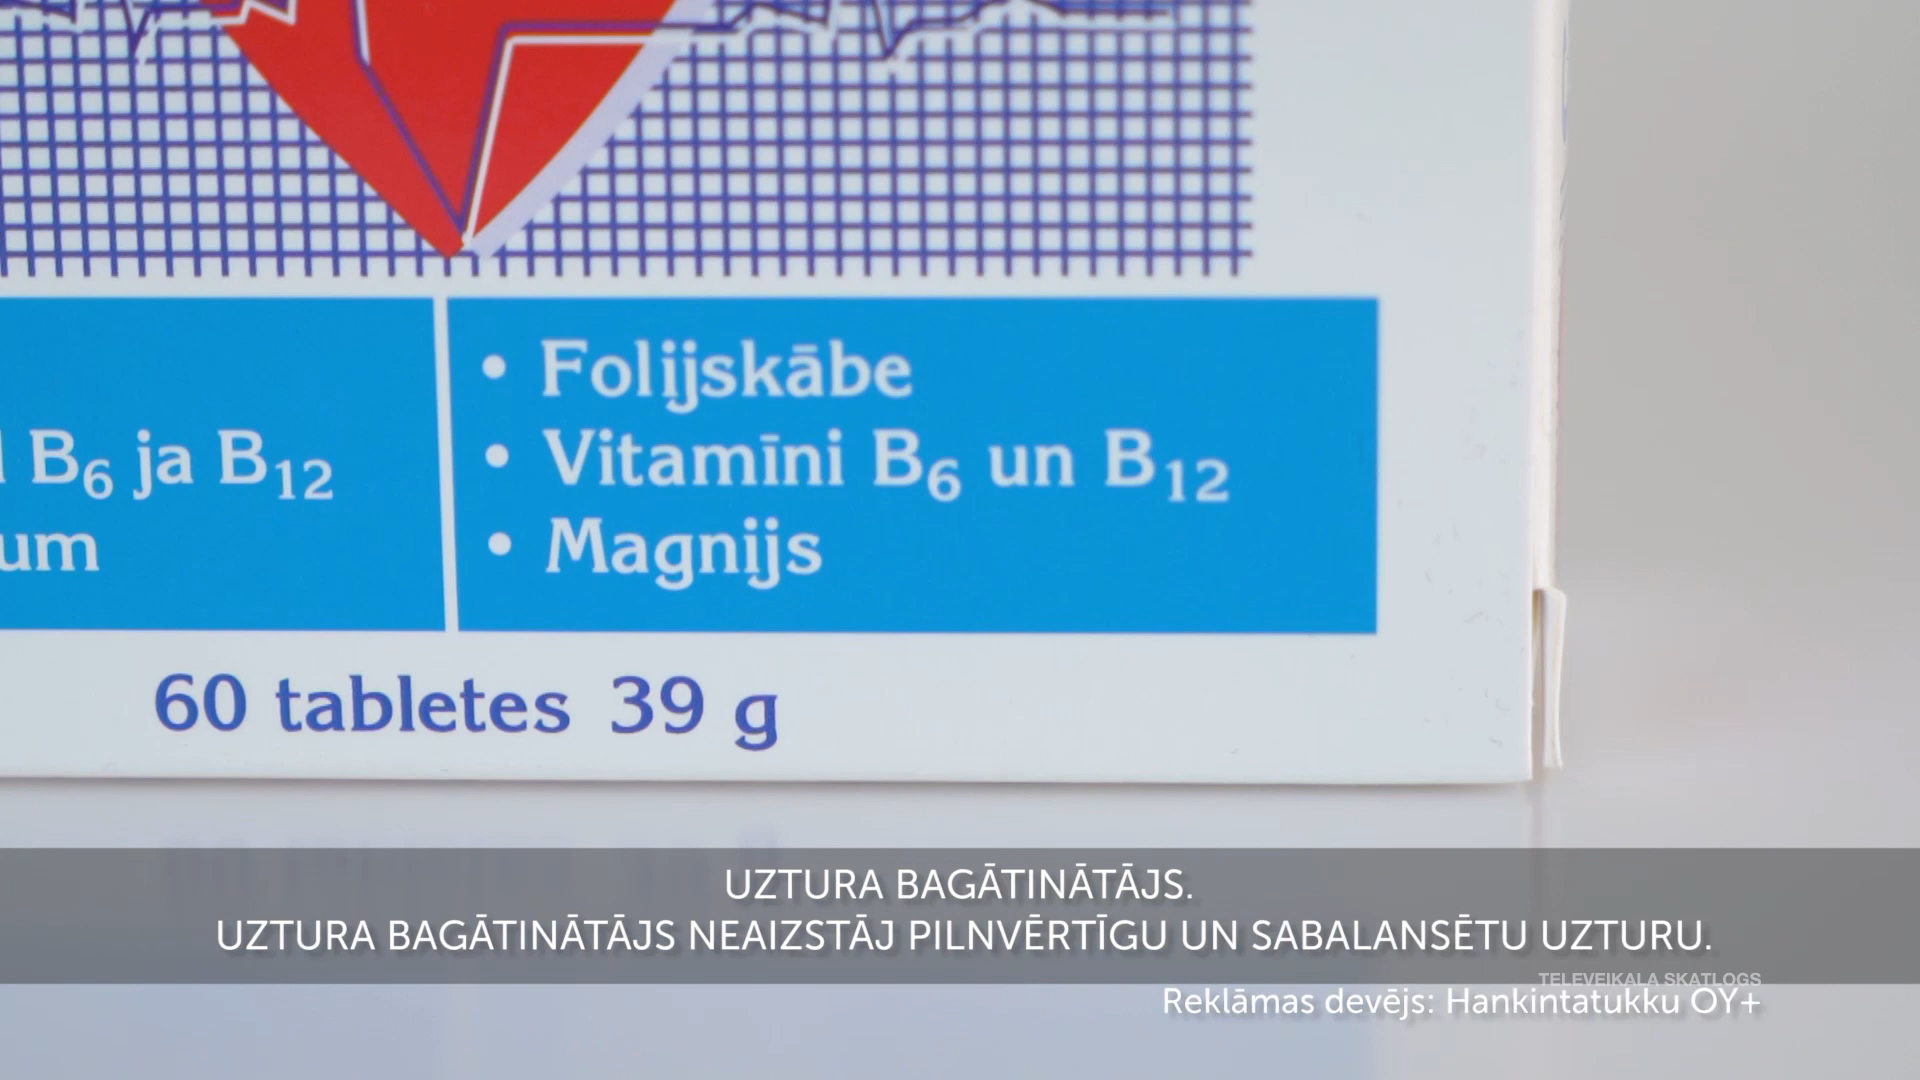 B6 ja B12
um
• Folijskābe
• Vitamīni B6 un B12
• Magnijs
60 tabletes 39 g
UZTURA BAGĀTINĀTĀJS.
UZTURA BAGĀTINĀTĀJS NEAIZSTĀJ PILNVĒRTĪGU UN SABALANSĒTU UZTURU.
TELEVEIKALA SKATLOGS
Reklāmas devējs: Hankintatukku OY+